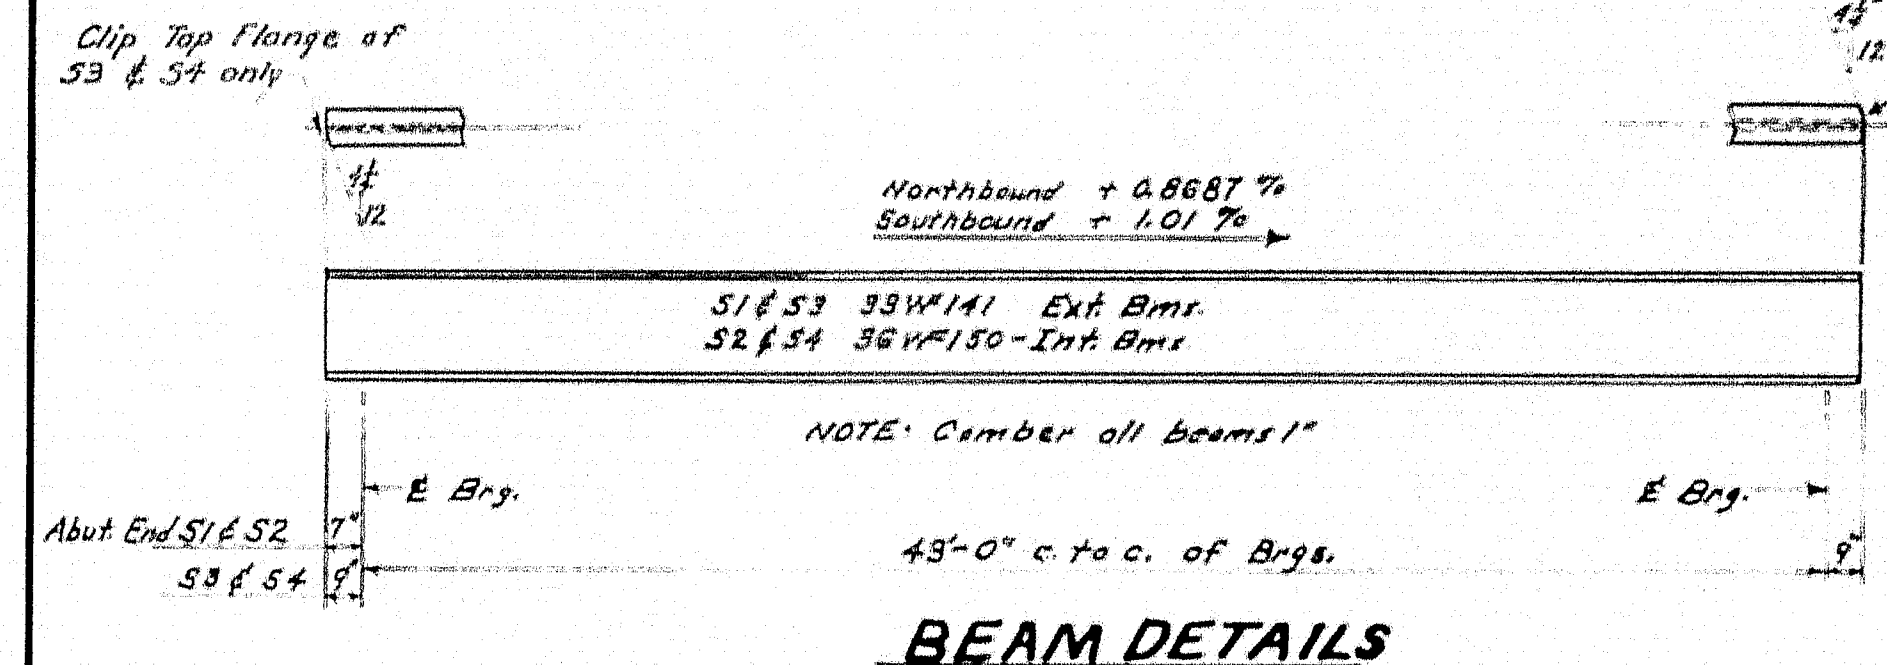 Clip Top Flange of
S3 & S4 only
12
12
Northbound + 0.8687 %
Southbound + 1.01 %
S1 & S3 33WF141 Ext. Bms.
S2 & S4 36WF150 - Int. Bms
NOTE: Camber all beams 1"
℄ Brg.
℄ Brg.
Abut. End S1 & S2 7"
S3 & S4 9"
43'-0" c. to c. of Brgs.
9"
BEAM DETAILS